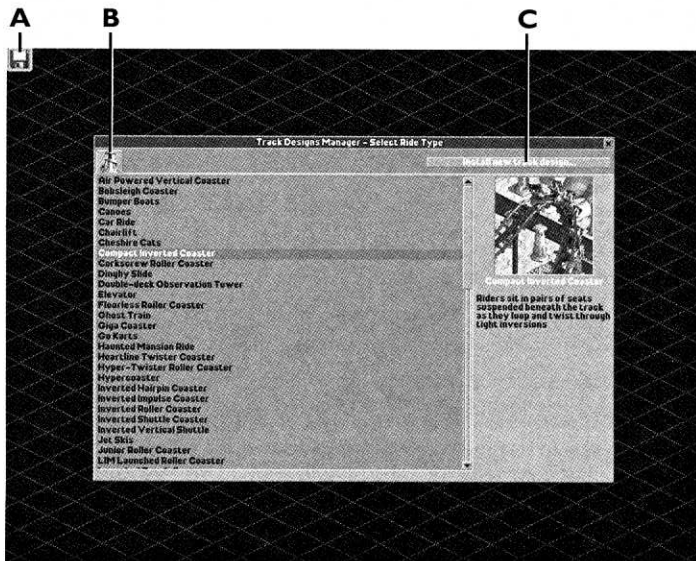 A
B
C
Track Designs Manager - Select Ride Type
Install new track design...
Air Powered Vertical Coaster
Bobsleigh Coaster
Bumper Boats
Canoes
Car Ride
Chairlift
Cheshire Cats
Compact Inverted Coaster
Corkscrew Roller Coaster
Dinghy Slide
Double-deck Observation Tower
Elevator
Floorless Roller Coaster
Ghost Train
Giga Coaster
Go Karts
Haunted Mansion Ride
Heartline Twister Coaster
Hyper-Twister Roller Coaster
Hypercoaster
Inverted Hairpin Coaster
Inverted Impulse Coaster
Inverted Roller Coaster
Inverted Shuttle Coaster
Inverted Vertical Shuttle
Jet Skis
Junior Roller Coaster
LIM Launched Roller Coaster
Compact Inverted Coaster
Riders sit in pairs of seats
suspended beneath the track
as they loop and twist through
tight inversions